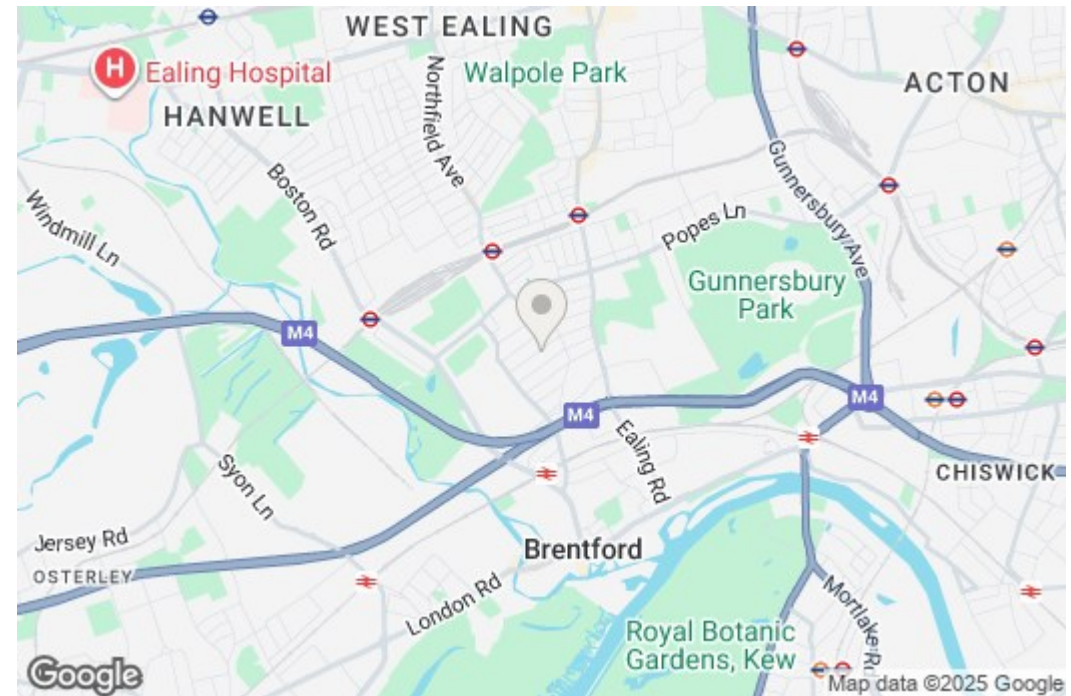 WEST EALING
H
Ealing Hospital
Walpole Park
ACTON
HANWELL
Northfield Ave
Boston Rd
Gunnersbury Ave
Windmill Ln
Popes Ln
Gunnersbury
Park
M4
M4
M4
Ealing Rd
Syon Ln
CHISWICK
Jersey Rd
OSTERLEY
Brentford
London Rd
Mortlake Rd
Royal Botanic
Gardens, Kew
Google
Map data ©2025 Google